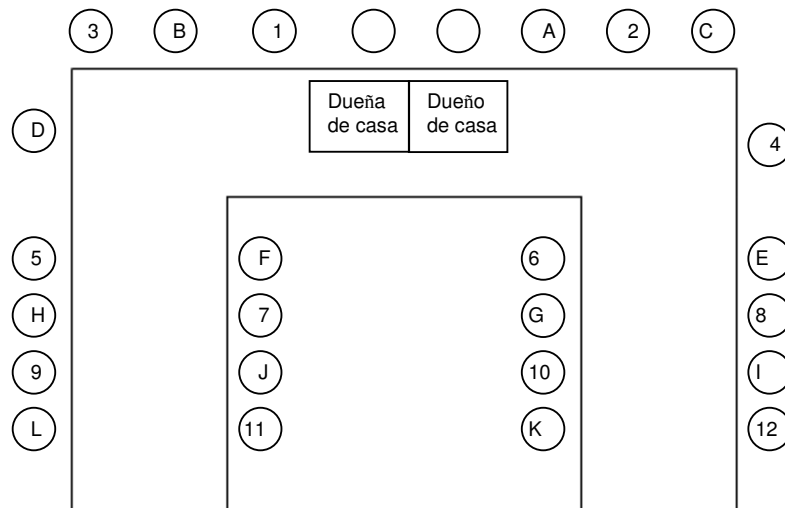 3 B 1 A 2 C
Dueña Dueño
de casa de casa
D 4
5 F 6 E
H 7 G 8
9 J 10 I
L 11 K 12